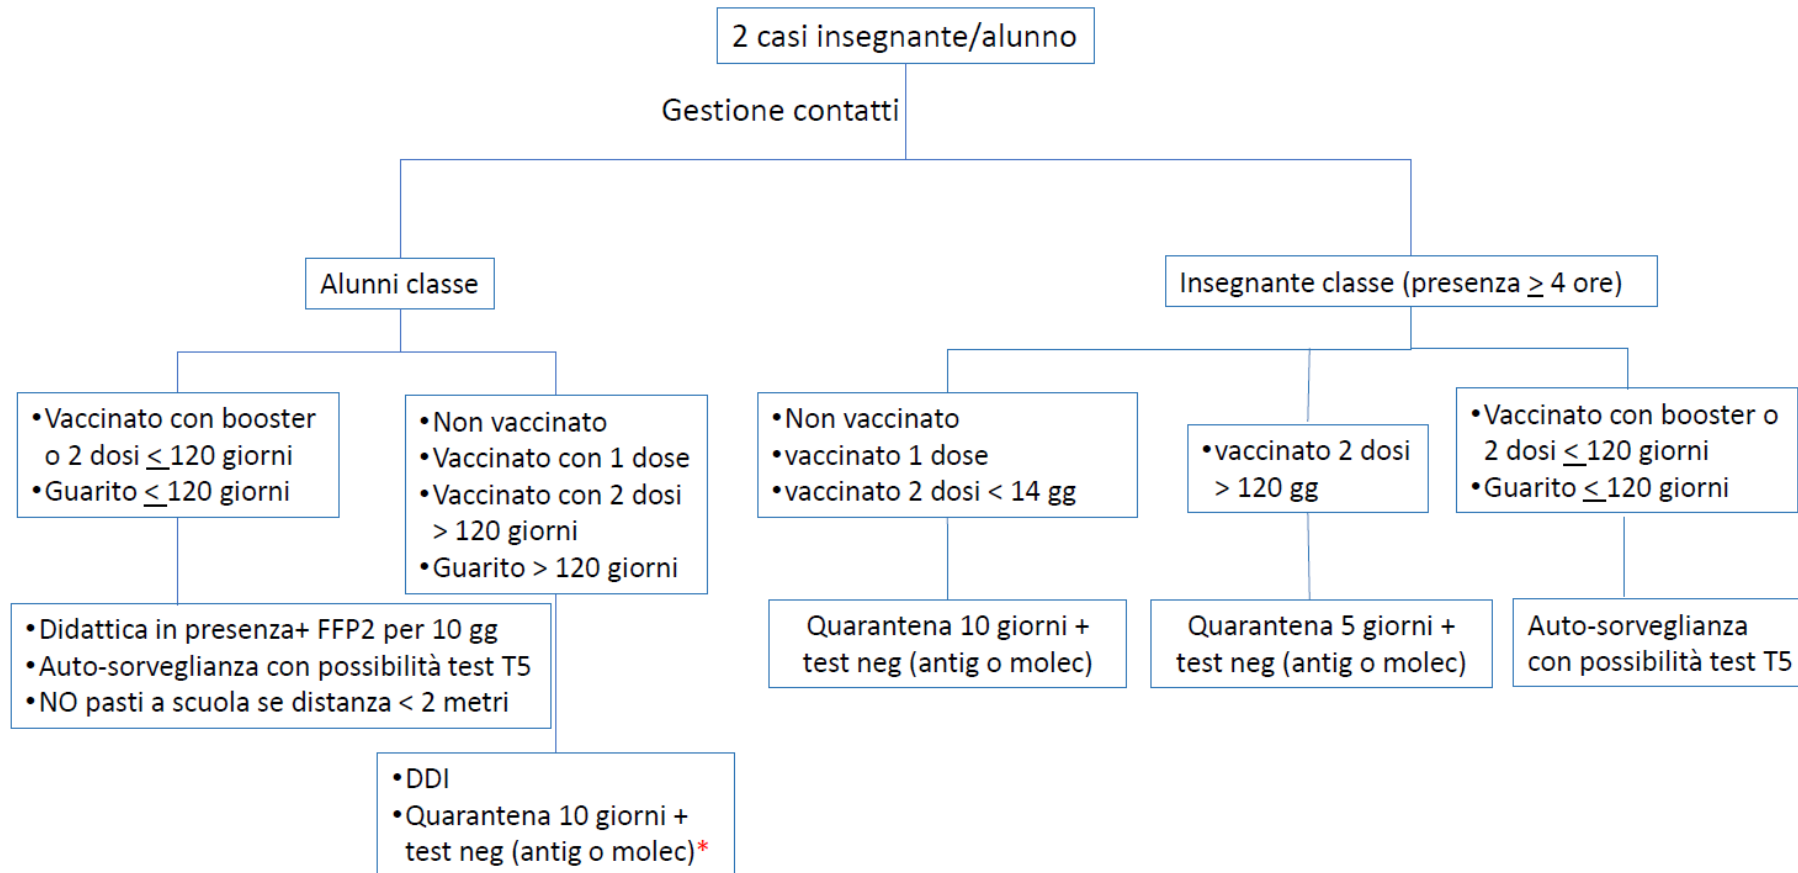 2 casi insegnante/alunno
Gestione contatti
Alunni classe
Insegnante classe (presenza ≥ 4 ore)
•Vaccinato con booster
o 2 dosi ≤ 120 giorni
•Guarito ≤ 120 giorni
•Non vaccinato
•Vaccinato con 1 dose
•Vaccinato con 2 dosi
> 120 giorni
•Guarito > 120 giorni
•Non vaccinato
•vaccinato 1 dose
•vaccinato 2 dosi < 14 gg
•vaccinato 2 dosi
> 120 gg
•Vaccinato con booster o
2 dosi ≤ 120 giorni
•Guarito ≤ 120 giorni
•Didattica in presenza+ FFP2 per 10 gg
•Auto-sorveglianza con possibilità test T5
•NO pasti a scuola se distanza < 2 metri
•DDI
•Quarantena 10 giorni +
test neg (antig o molec)*
Quarantena 10 giorni +
test neg (antig o molec)
Quarantena 5 giorni +
test neg (antig o molec)
Auto-sorveglianza
con possibilità test T5